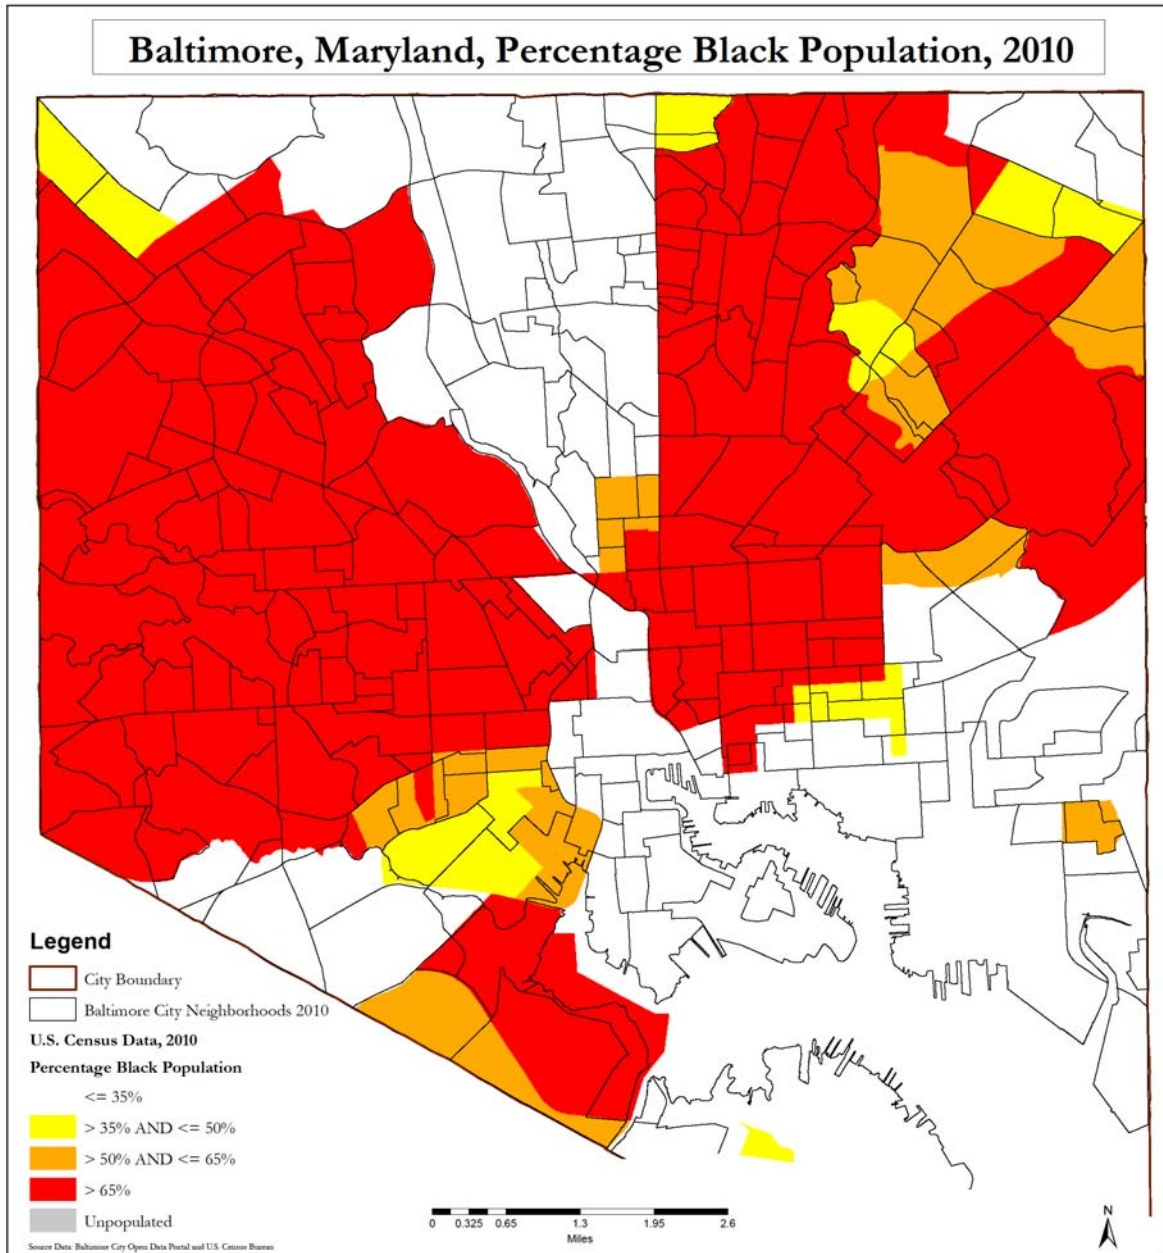 Baltimore, Maryland, Percentage Black Population, 2010
Legend
City Boundary
Baltimore City Neighborhoods 2010
U.S. Census Data, 2010
Percentage Black Population
<= 35%
> 35% AND <= 50%
> 50% AND <= 65%
> 65%
Unpopulated
Source Data: Baltimore City Open Data Portal and U.S. Census Bureau
0 0.325 0.65 1.3 1.95 2.6
Miles
N